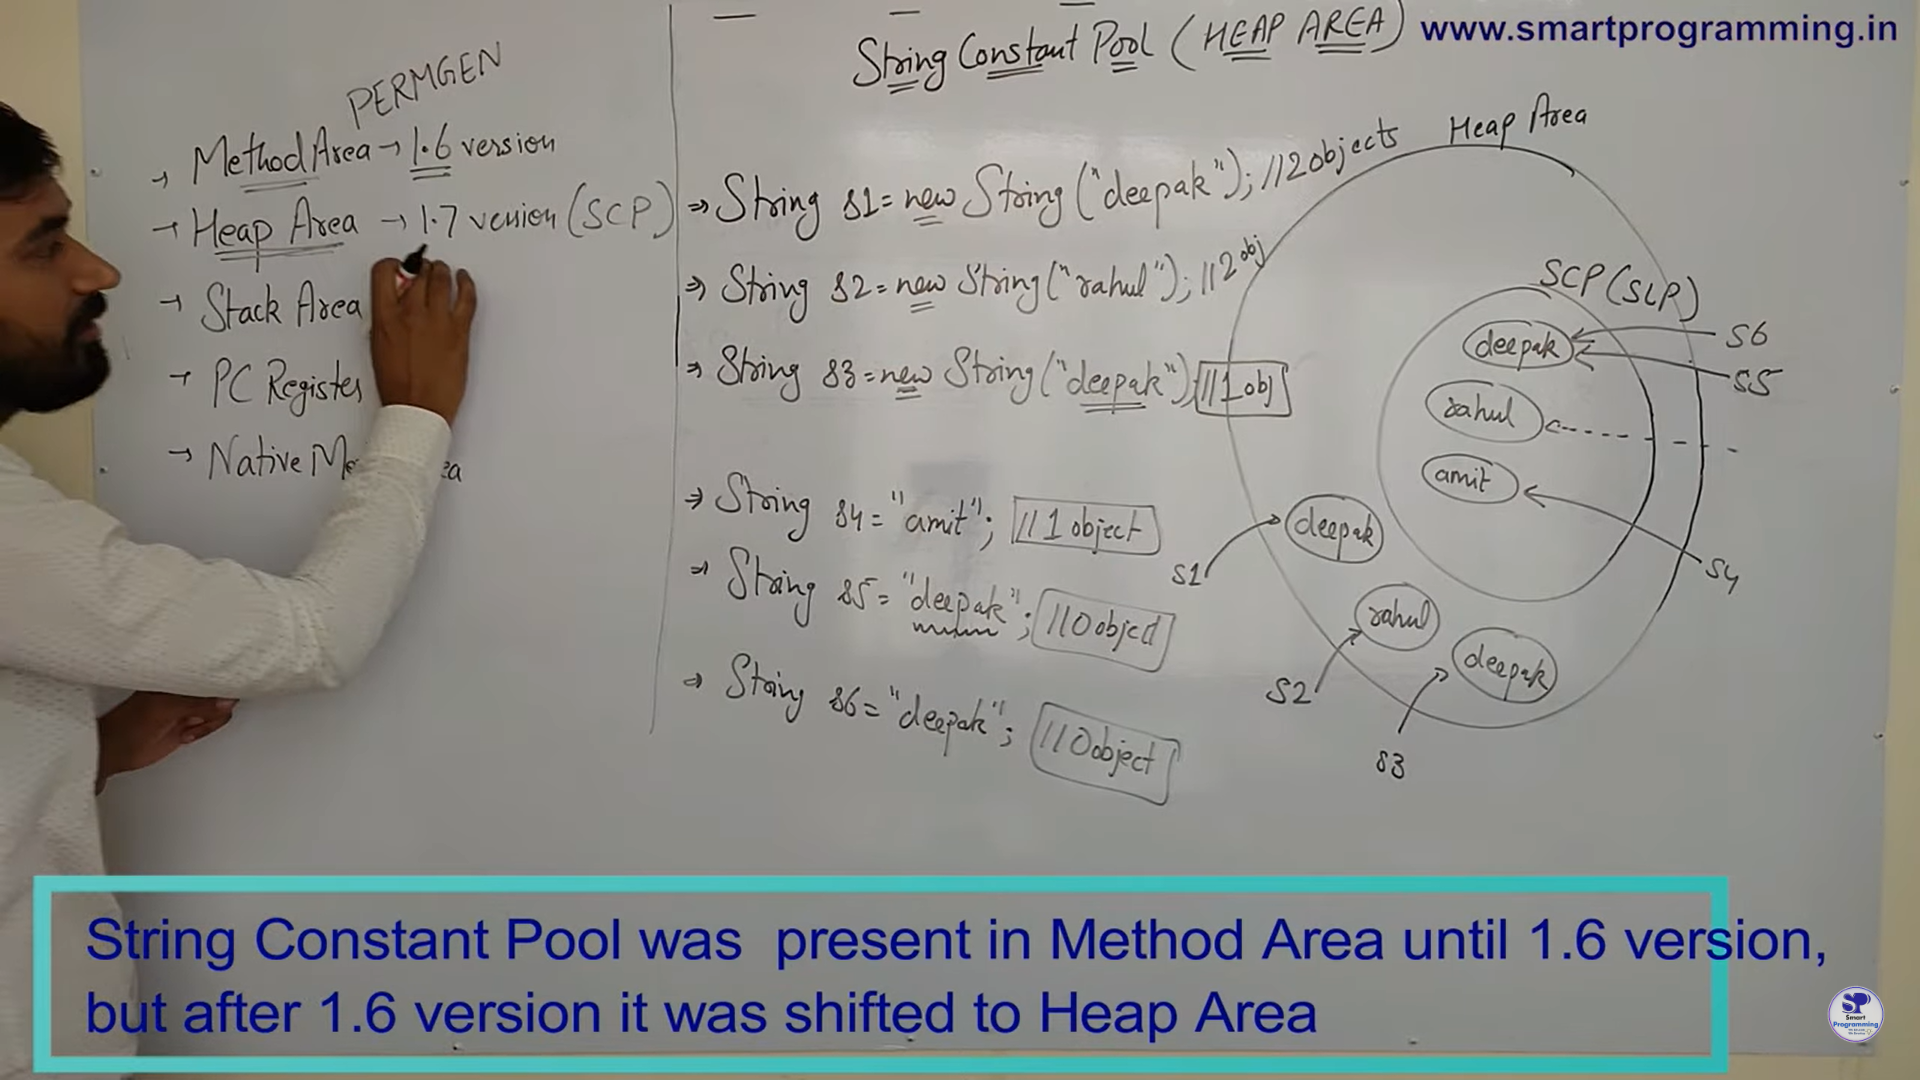 www.smartprogramming.in
String Constant Pool (HEAP AREA)
PERMGEN
→ Method Area → 1.6 version
→ Heap Area → 1.7 version (SCP)
→ Stack Area
→ PC Register
→ Native Me
ea
⇒ String s1 = new String("deepak"); //2 objects
⇒ String s2 = new String("rahul"); //2 obj
⇒ String s3 = new String("deepak"); //1 obj
⇒ String s4 = "amit"; //1 object
⇒ String s5 = "deepak"; //0 object
⇒ String s6 = "deepak"; //0 object
Heap Area
SCP (SLP)
deepak
S6
S5
rahul
amit
S4
deepak
S1
rahul
S2
deepak
S3
String Constant Pool was present in Method Area until 1.6 version,
but after 1.6 version it was shifted to Heap Area
SP
Smart
Programming